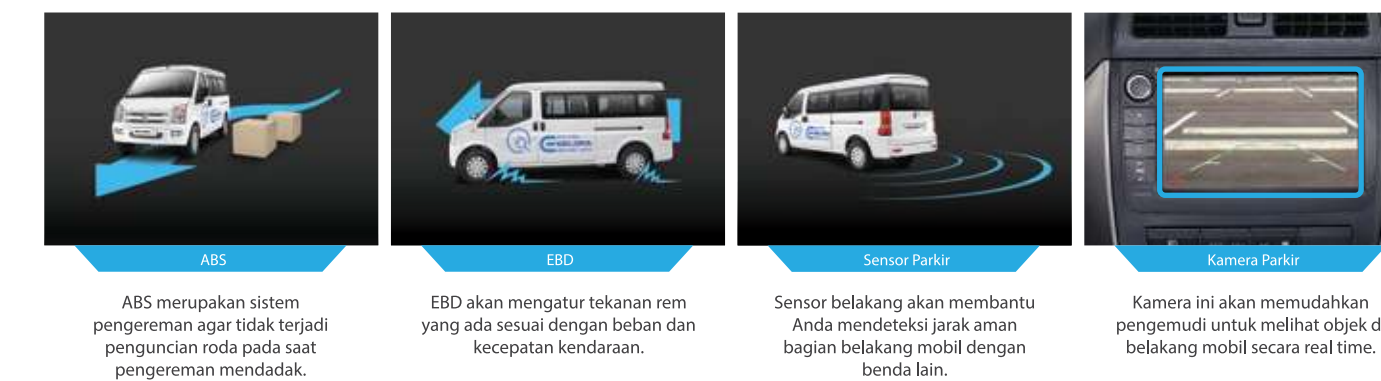 ABS
ABS merupakan sistem
pengereman agar tidak terjadi
penguncian roda pada saat
pengereman mendadak.
EBD
EBD akan mengatur tekanan rem
yang ada sesuai dengan beban dan
kecepatan kendaraan.
Sensor Parkir
Sensor belakang akan membantu
Anda mendeteksi jarak aman
bagian belakang mobil dengan
benda lain.
Kamera Parkir
Kamera ini akan memudahkan
pengemudi untuk melihat objek d
belakang mobil secara real time.